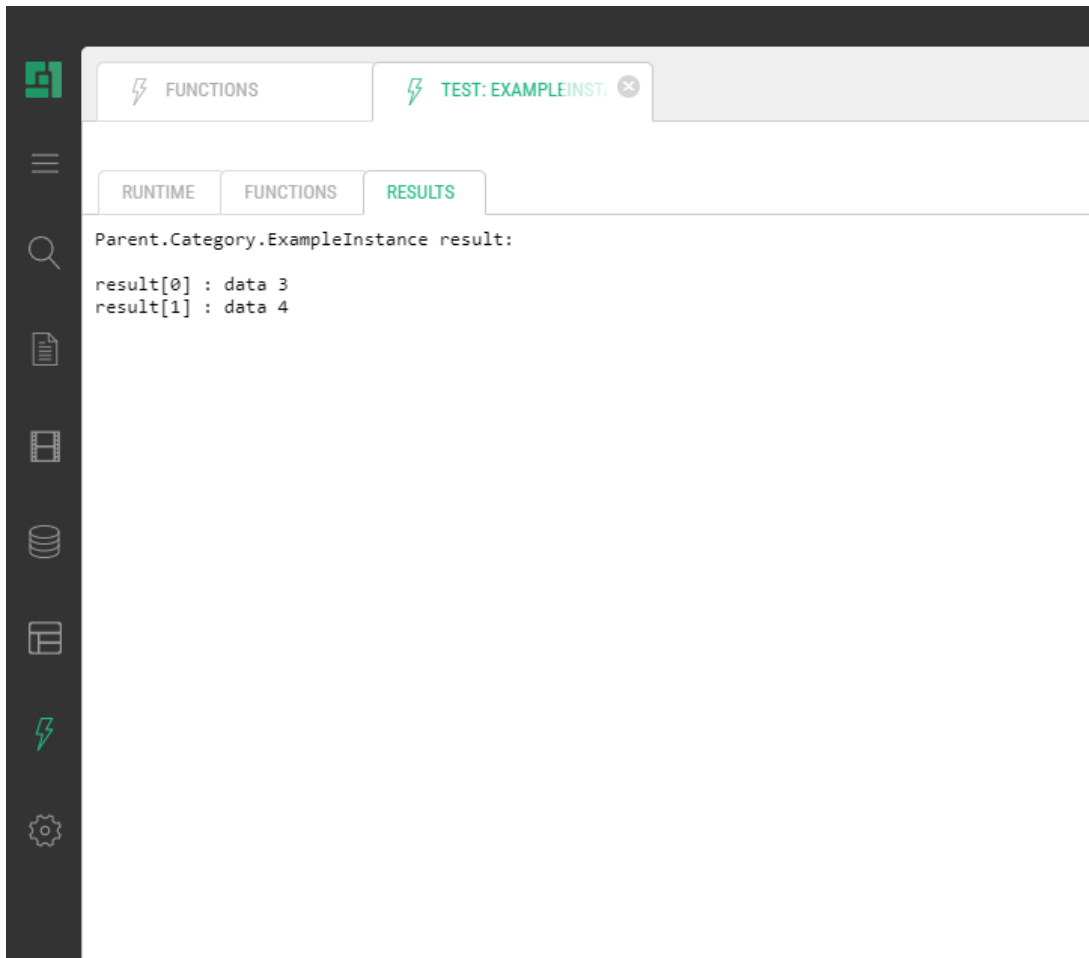 FUNCTIONS
TEST: EXAMPLEINST
RUNTIME
FUNCTIONS
RESULTS
Parent.Category.ExampleInstance result:
result[0] : data 3
result[1] : data 4